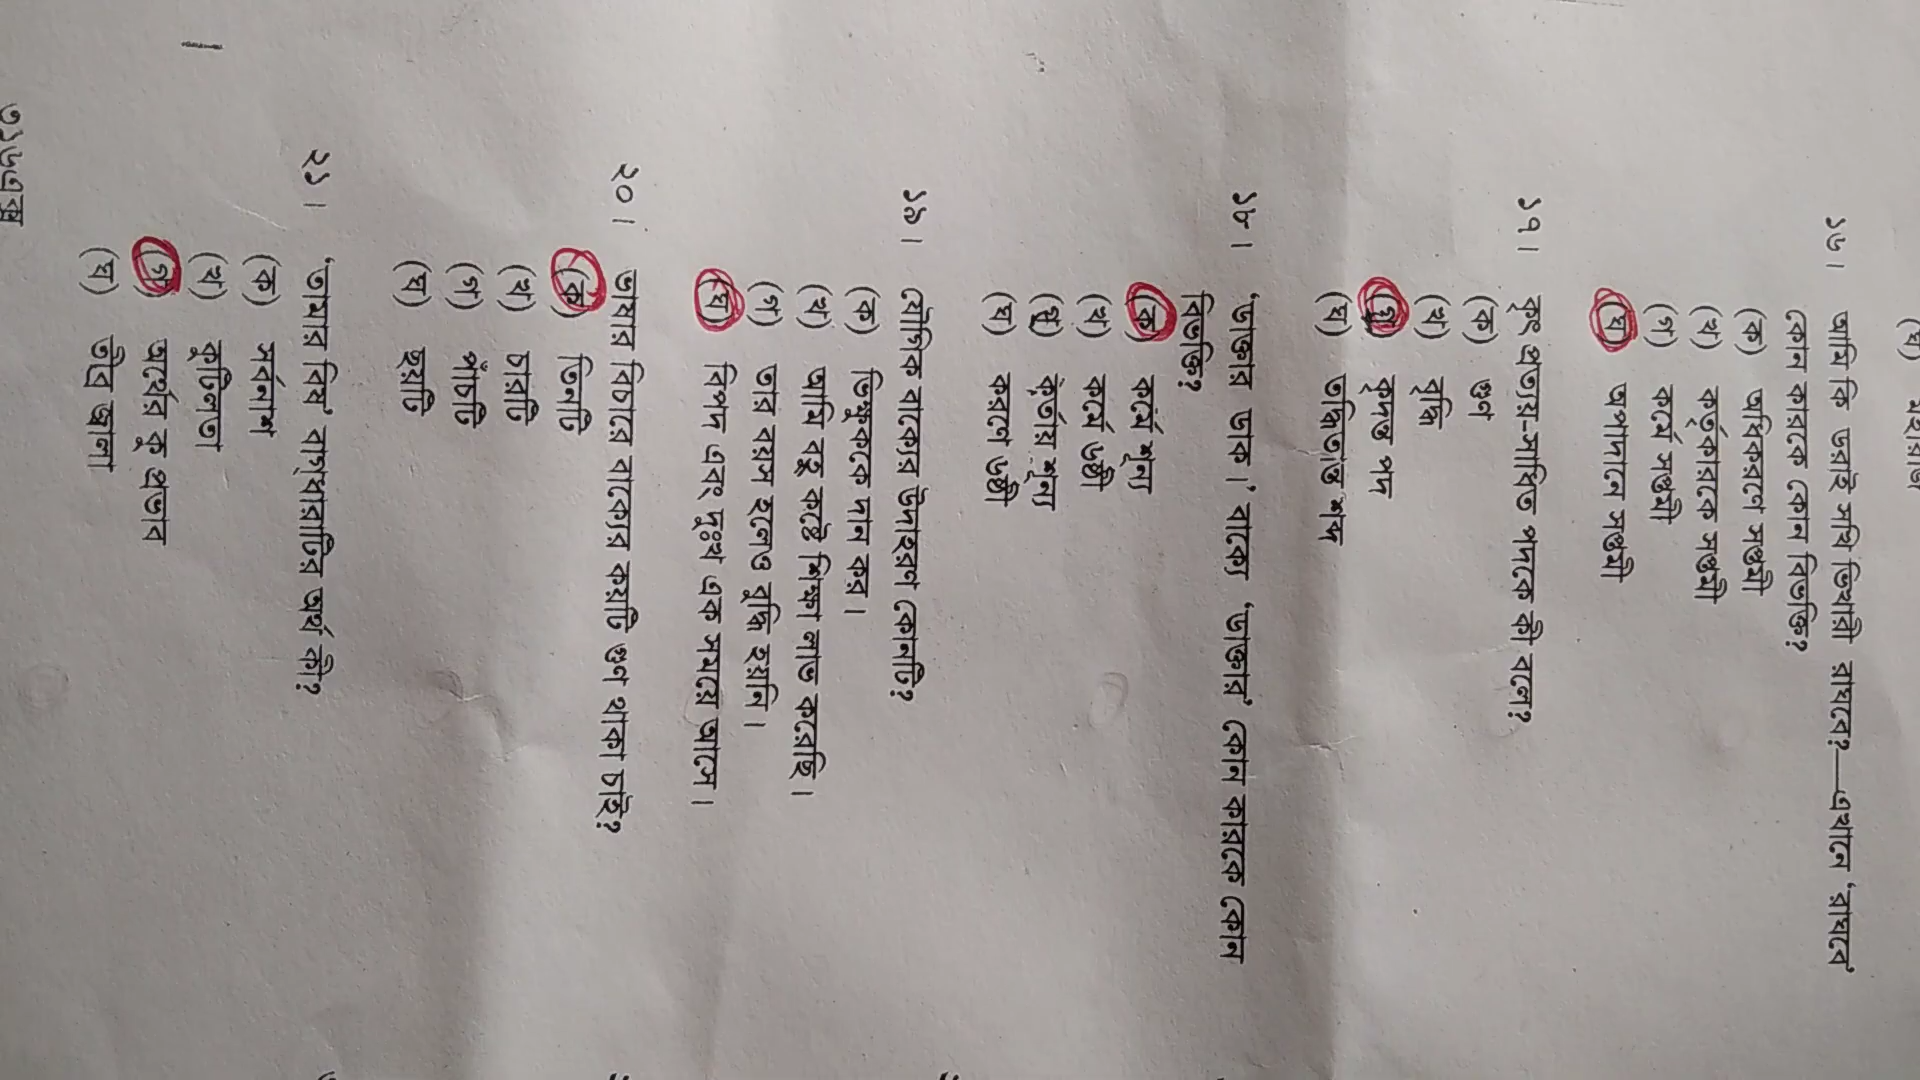 ১৬। আমি কি ডরাই সখি ভিখারী রাঘবে?—এখানে ‘রাঘবে’
কোন কারকে কোন বিভক্তি?
(ক) অধিকরণে সপ্তমী
(খ) কর্তৃকারকে সপ্তমী
(গ) কর্মে সপ্তমী
(ঘ) অপাদানে সপ্তমী
১৭। কৃৎ প্রত্যয়-সাধিত পদকে কী বলে?
(ক) গুণ
(খ) বৃদ্ধি
(গ) কৃদন্ত পদ
(ঘ) তদ্ধিতান্ত শব্দ
১৮। ‘ডাক্তার ডাক।’ বাক্যে ‘ডাক্তার’ কোন কারকে কোন
বিভক্তি?
(ক) কর্মে শূন্য
(খ) কর্মে ৬ষ্ঠী
(গ) কর্তায় শূন্য
(ঘ) করণে ৬ষ্ঠী
১৯। যৌগিক বাক্যের উদাহরণ কোনটি?
(ক) ভিক্ষুককে দান কর।
(খ) আমি বহু কষ্টে শিক্ষা লাভ করেছি।
(গ) তার বয়স হলেও বুদ্ধি হয়নি।
(ঘ) বিপদ এবং দুঃখ এক সময়ে আসে।
২০। ভাষার বিচারে বাক্যের কয়টি গুণ থাকা চাই?
(ক) তিনটি
(খ) চারটি
(গ) পাঁচটি
(ঘ) ছয়টি
২১। ‘তামার বিষ’ বাগ্‌ধারাটির অর্থ কী?
(ক) সর্বনাশ
(খ) কুটিলতা
(গ) অর্থের কু প্রভাব
(ঘ) তীব্র জ্বালা